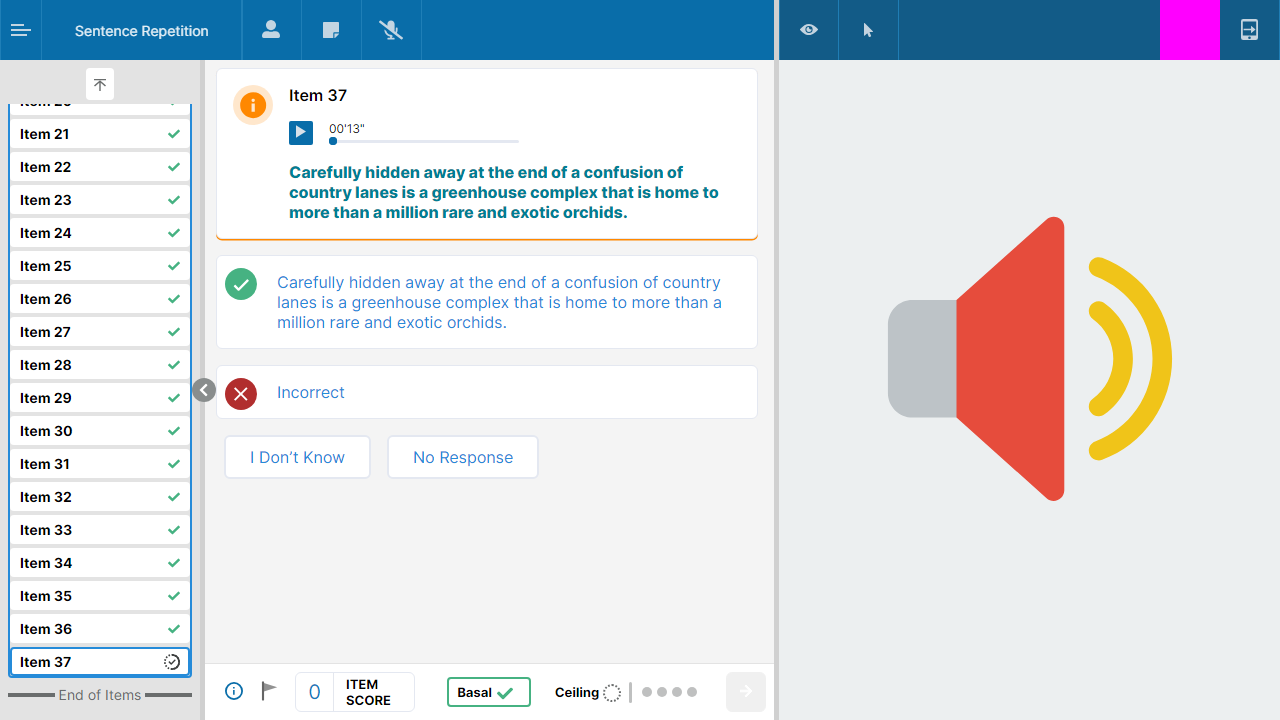 Sentence Repetition
Item 21
Item 22
Item 23
Item 24
Item 25
Item 26
Item 27
Item 28
Item 29
Item 30
Item 31
Item 32
Item 33
Item 34
Item 35
Item 36
Item 37
End of Items
Item 37
00'13"
Carefully hidden away at the end of a confusion of
country lanes is a greenhouse complex that is home to
more than a million rare and exotic orchids.
Carefully hidden away at the end of a confusion of country
lanes is a greenhouse complex that is home to more than a
million rare and exotic orchids.
Incorrect
I Don't Know
No Response
0
ITEM
SCORE
Basal
Ceiling